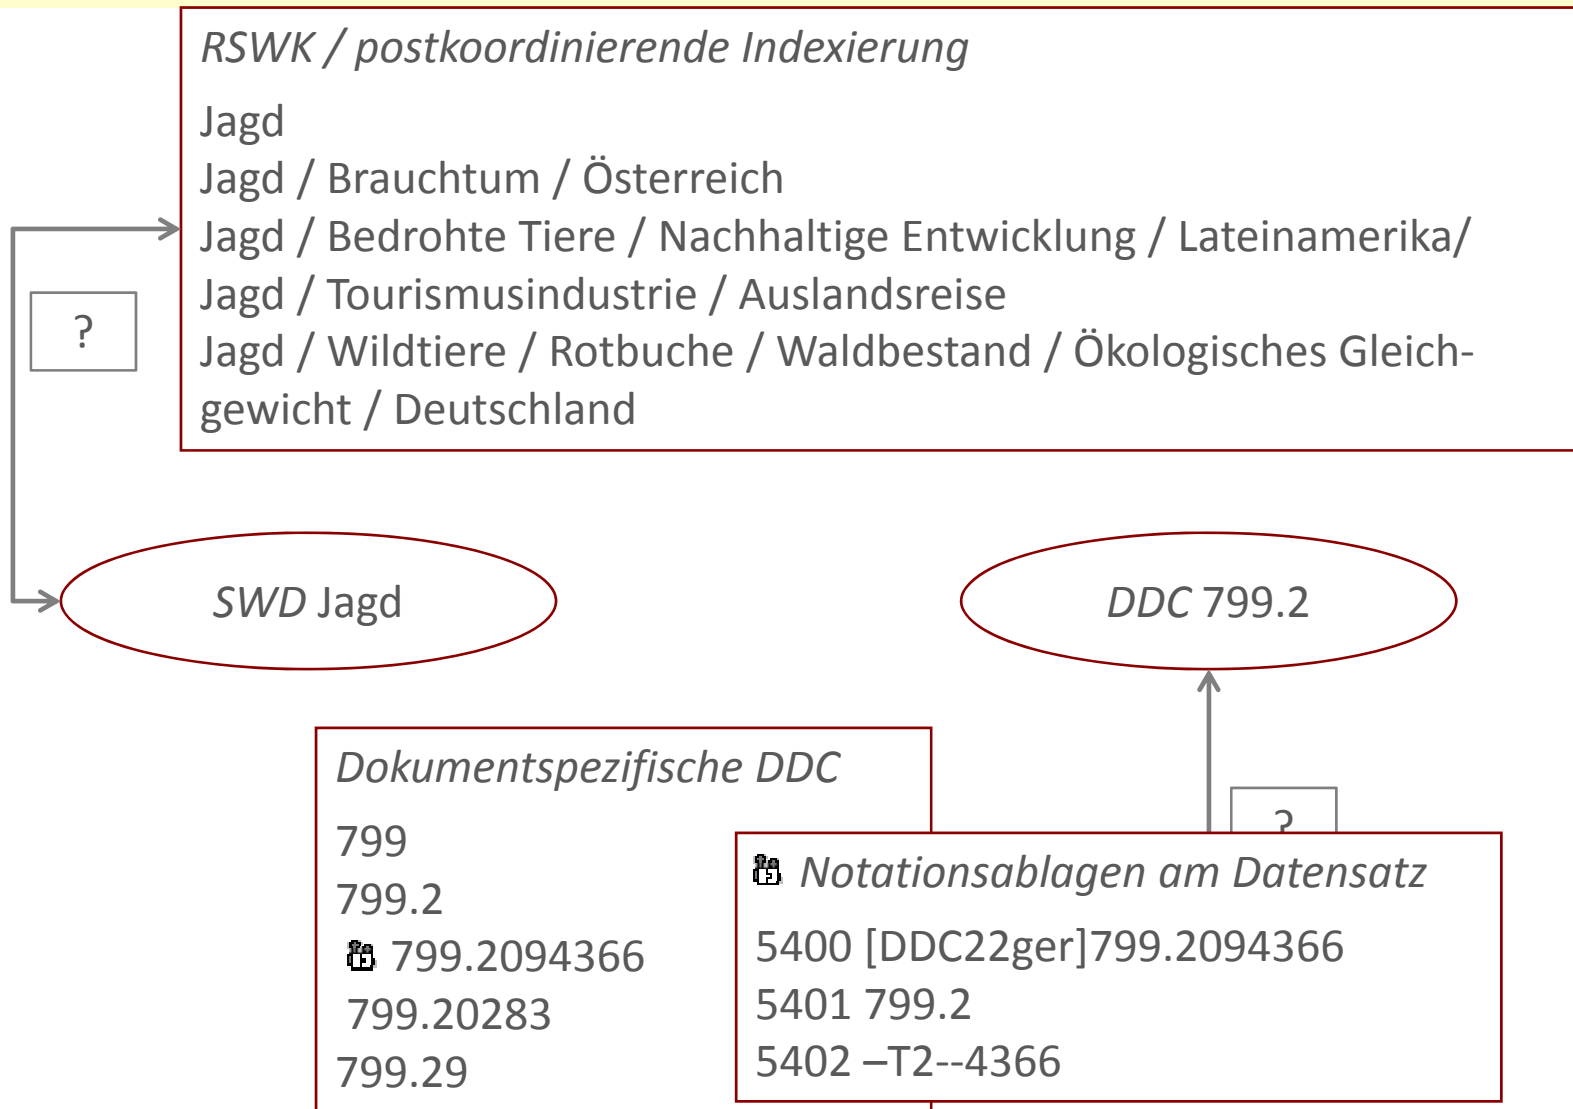 RSWK / postkoordinierende Indexierung
Jagd
Jagd / Brauchtum / Österreich
Jagd / Bedrohte Tiere / Nachhaltige Entwicklung / Lateinamerika/
Jagd / Tourismusindustrie / Auslandsreise
Jagd / Wildtiere / Rotbuche / Waldbestand / Ökologisches Gleich-
gewicht / Deutschland
?
SWD Jagd
DDC 799.2
Dokumentspezifische DDC
799
799.2
799.2094366
799.20283
799.29
?
Notationsablagen am Datensatz
5400 [DDC22ger]799.2094366
5401 799.2
5402 –T2--4366